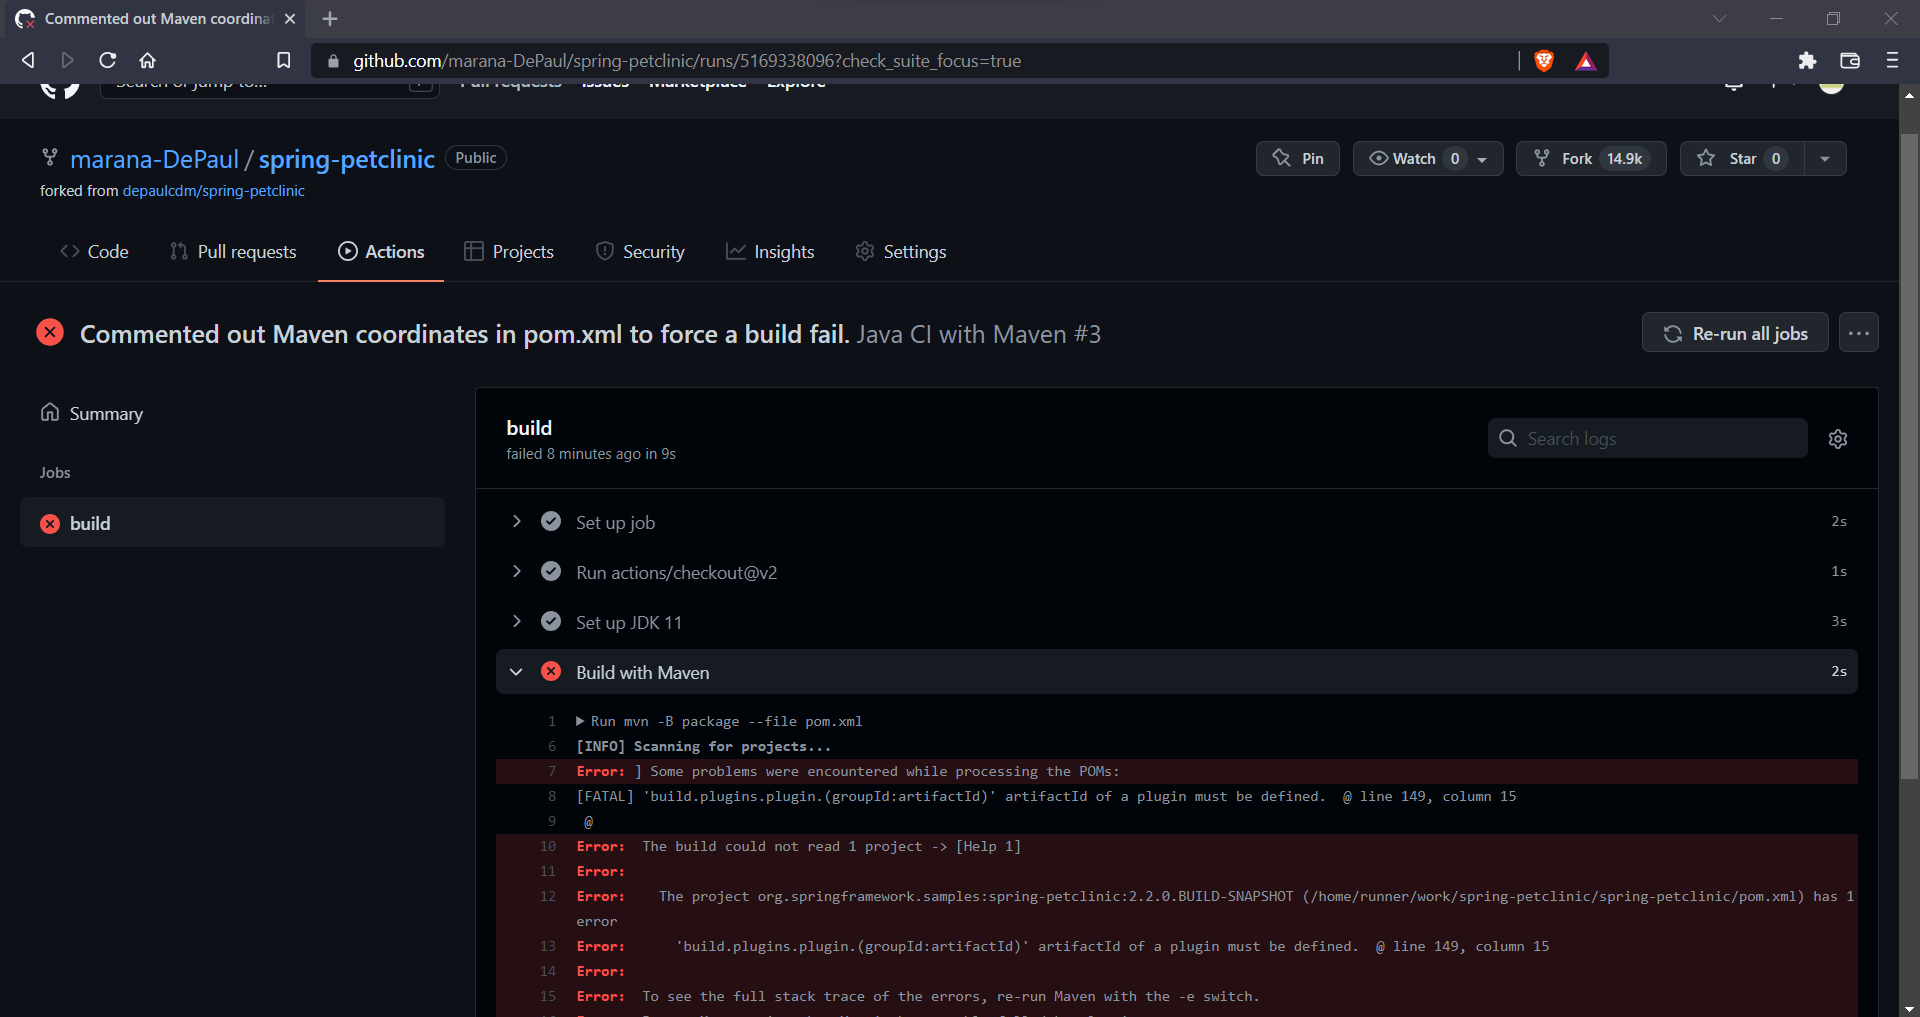 Commented out Maven coordina
github.com/marana-DePaul/spring-petclinic/runs/5169338096?check_suite_focus=true
Search or jump to... / Pull requests Issues Marketplace Explore
marana-DePaul / spring-petclinic Public
Pin Watch 0 Fork 14.9k Star 0
forked from depaulcdm/spring-petclinic
Code Pull requests Actions Projects Security Insights Settings
Commented out Maven coordinates in pom.xml to force a build fail. Java CI with Maven #3
Re-run all jobs ...
Summary
Jobs
build
build
failed 8 minutes ago in 9s
Search logs
Set up job 2s
Run actions/checkout@v2 1s
Set up JDK 11 3s
Build with Maven 2s
1 Run mvn -B package --file pom.xml
6 [INFO] Scanning for projects...
7 Error: ] Some problems were encountered while processing the POMs:
8 [FATAL] 'build.plugins.plugin.(groupId:artifactId)' artifactId of a plugin must be defined. @ line 149, column 15
9 @
10 Error: The build could not read 1 project -> [Help 1]
11 Error:
12 Error: The project org.springframework.samples:spring-petclinic:2.2.0.BUILD-SNAPSHOT (/home/runner/work/spring-petclinic/spring-petclinic/pom.xml) has 1
error
13 Error: 'build.plugins.plugin.(groupId:artifactId)' artifactId of a plugin must be defined. @ line 149, column 15
14 Error:
15 Error: To see the full stack trace of the errors, re-run Maven with the -e switch.